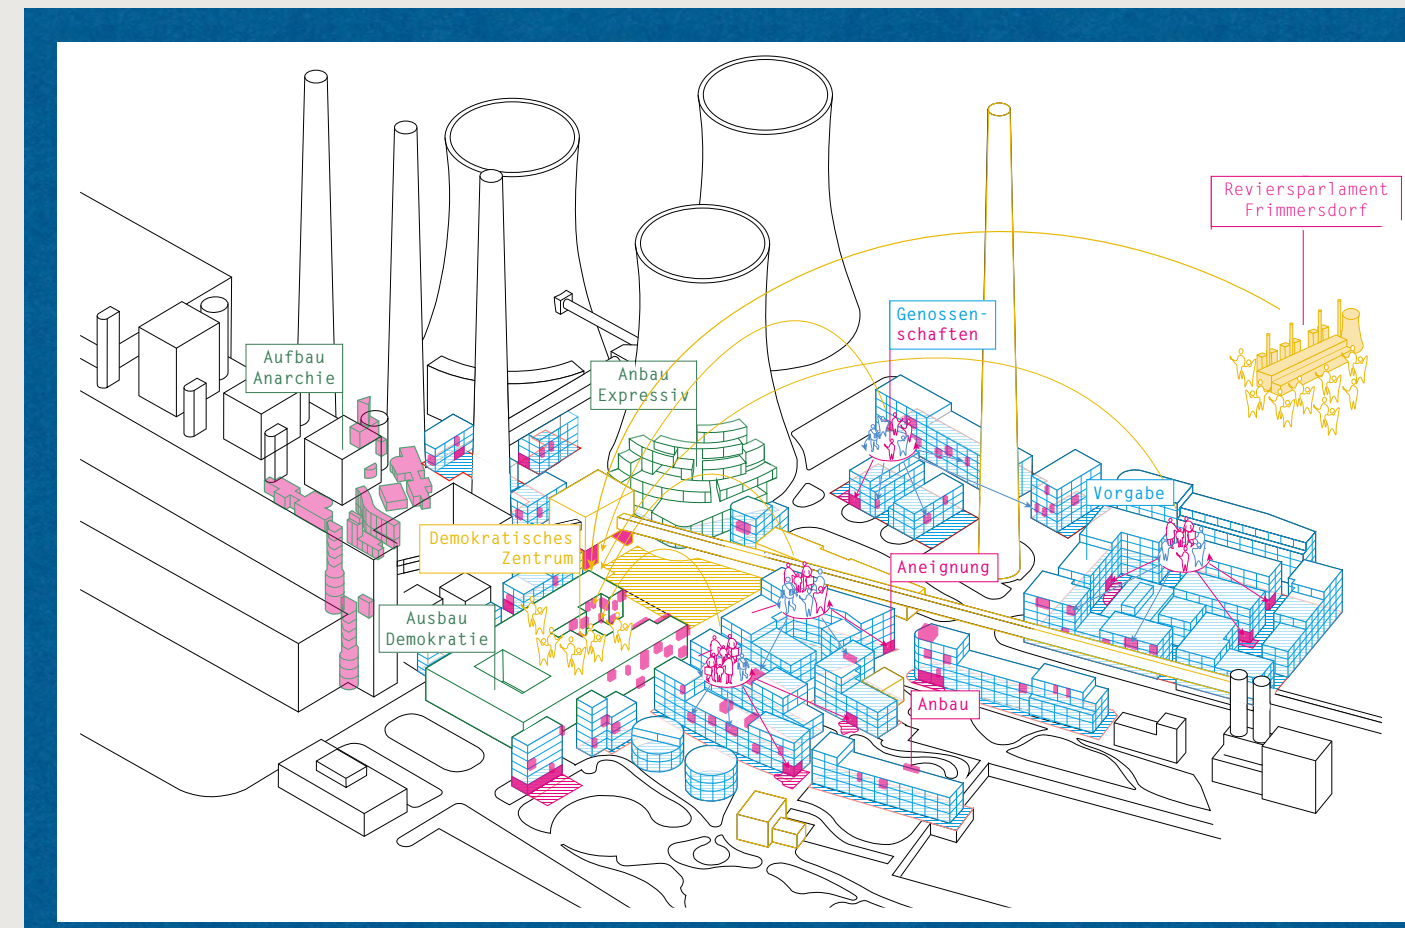 Reviersparlament
Frimmersdorf
Genossen-
schaften
Aufbau
Anarchie
Anbau
Expressiv
Vorgabe
Demokratisches
Zentrum
Aneignung
Ausbau
Demokratie
Anbau